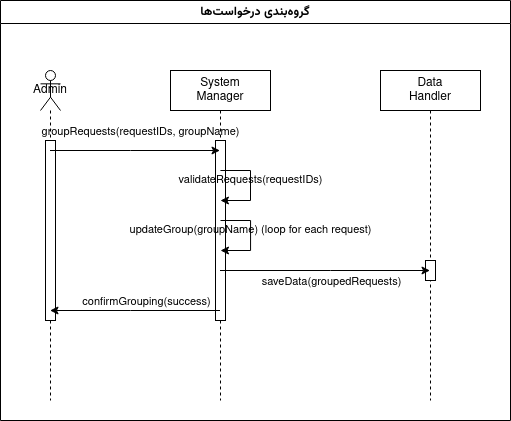 گروه‌بندی درخواست‌ها
Admin
System
Manager
Data
Handler
groupRequests(requestIDs, groupName)
validateRequests(requestIDs)
updateGroup(groupName) (loop for each request)
saveData(groupedRequests)
confirmGrouping(success)